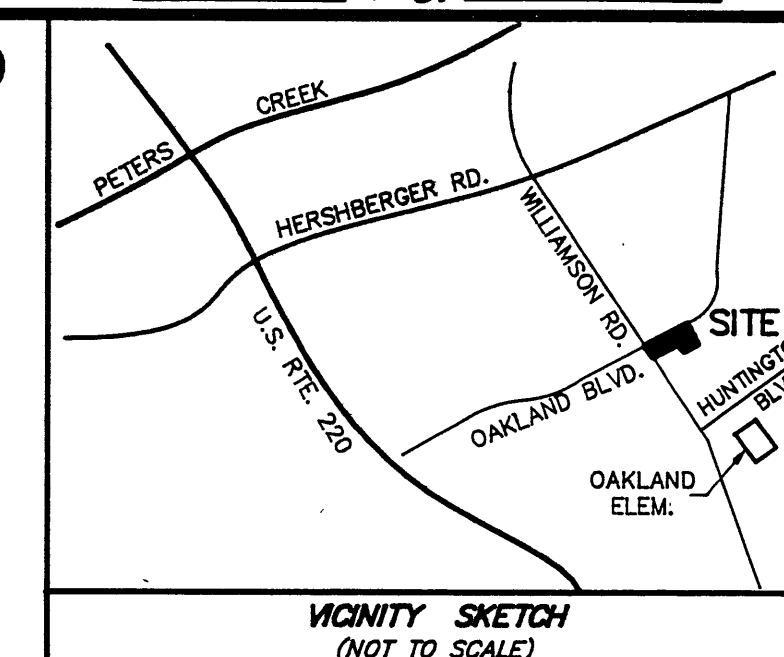 PETERS CREEK
HERSHBERGER RD.
WILLIAMSON RD.
U.S. RTE. 220
SITE
OAKLAND BLVD.
OAKLAND
ELEM.
VICINITY SKETCH
(NOT TO SCALE)